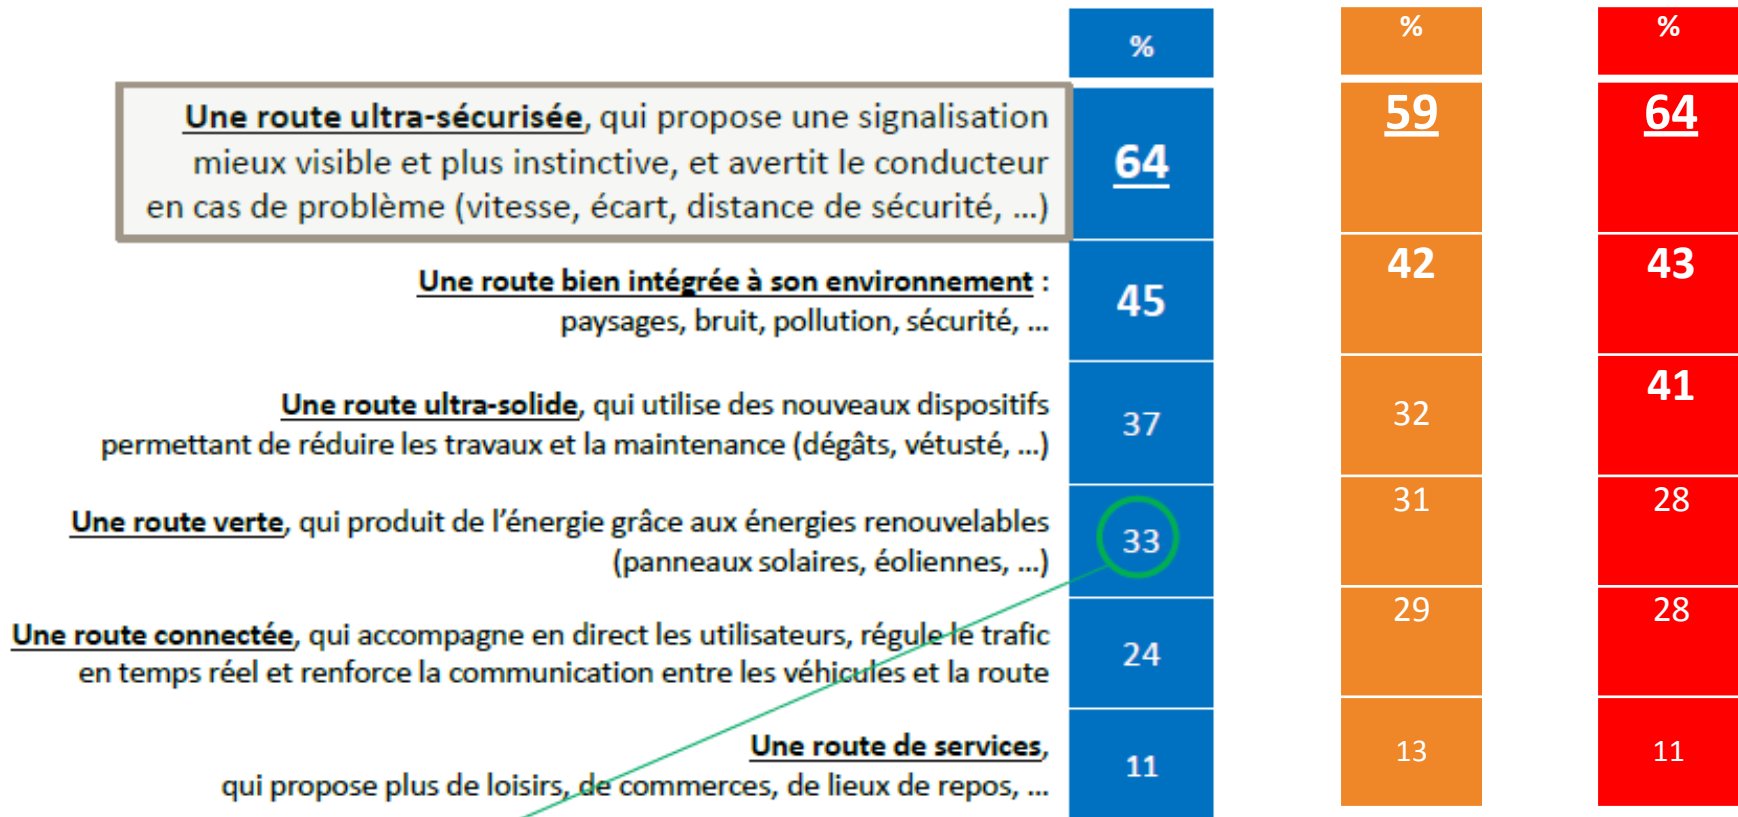 % % %
Une route ultra-sécurisée, qui propose une signalisation
mieux visible et plus instinctive, et avertit le conducteur
en cas de problème (vitesse, écart, distance de sécurité, ...)
64 59 64
Une route bien intégrée à son environnement :
paysages, bruit, pollution, sécurité, ...
45 42 43
Une route ultra-solide, qui utilise des nouveaux dispositifs
permettant de réduire les travaux et la maintenance (dégâts, vétusté, ...)
37 32 41
Une route verte, qui produit de l'énergie grâce aux énergies renouvelables
(panneaux solaires, éoliennes, ...)
33 31 28
Une route connectée, qui accompagne en direct les utilisateurs, régule le trafic
en temps réel et renforce la communication entre les véhicules et la route
24 29 28
Une route de services,
qui propose plus de loisirs, de commerces, de lieux de repos, ...
11 13 11